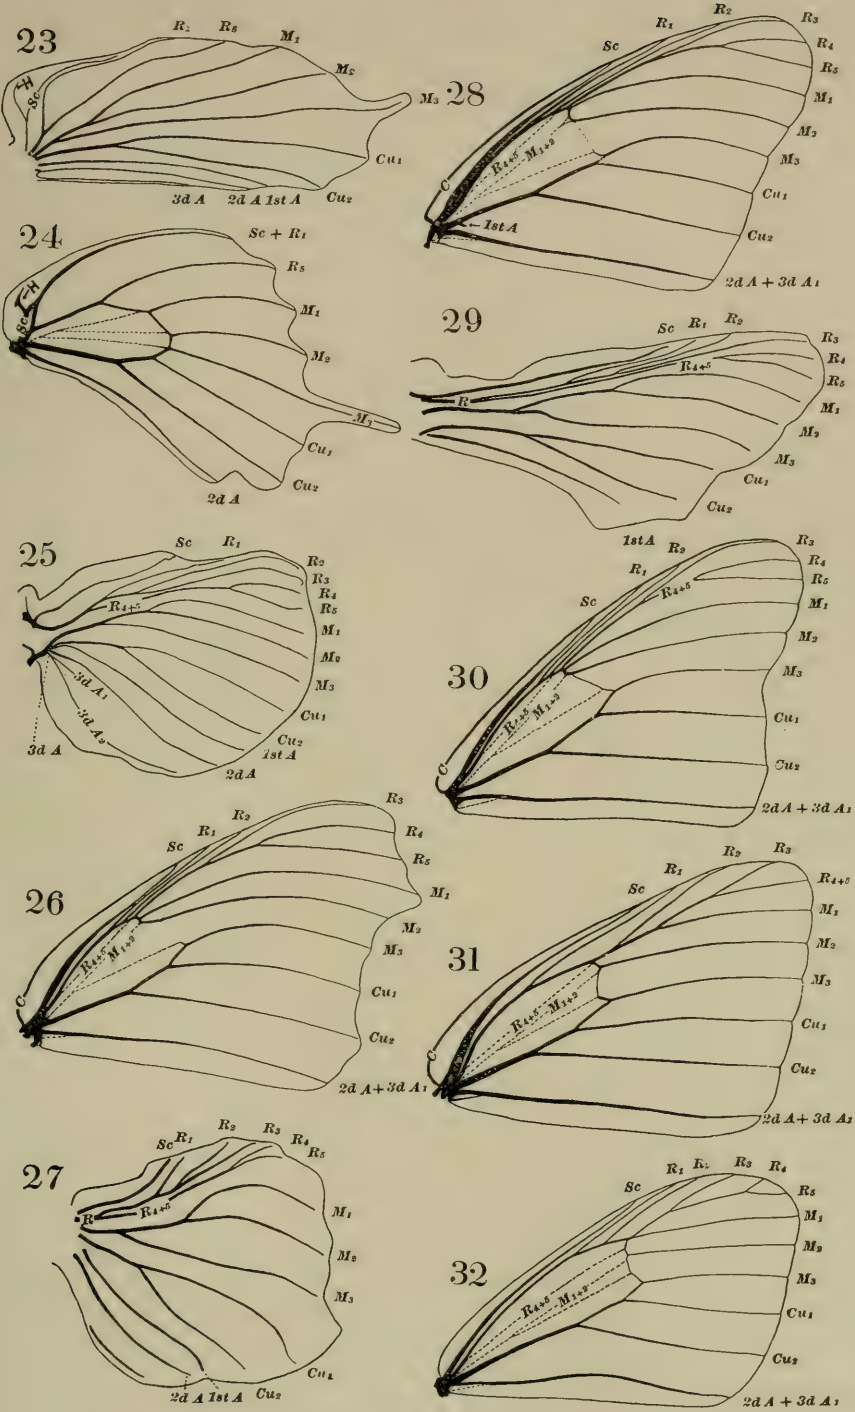 23
R₁ R₅ M₁
H
Sc
M₂
M₃
Cu₁
Cu₂
3d A 2d A 1st A
24
Sc + R₁
H
Sc
R₅
M₁
M₂
M₃
Cu₁
Cu₂
2d A
25
Sc R₁
R₂
R₃
R₄
R₅
R₄₊₅
M₁
M₂
M₃
Cu₁
Cu₂
1st A
2d A
3d A₁
3d A₂
3d A
26
Sc R₁ R₂
R₃
R₄
R₅
M₁
M₂
M₃
R₄₊₅
M₁₊₂
C
Cu₁
Cu₂
2d A + 3d A₁
27
Sc R₁ R₂ R₃ R₄
R₅
R
R₄₊₅
M₁
M₂
M₃
Cu₁
2d A 1st A Cu₂
28
Sc R₁ R₂ R₃
R₄
R₅
M₁
M₂
M₃
R₄₊₅
M₁₊₂
C
1st A
Cu₁
Cu₂
2d A + 3d A₁
29
Sc R₁ R₂
R₃
R₄
R₅
R₄₊₅
R
M₁
M₂
M₃
Cu₁
Cu₂
1st A
30
Sc R₁ R₂ R₃
R₄
R₅
R₄₊₅
M₁
M₂
M₃
R₄₊₅
M₁₊₂
C
Cu₁
Cu₂
2d A + 3d A₁
31
Sc R₁ R₂ R₃
R₄₊₅
M₁
M₂
M₃
R₄₊₅
M₁₊₂
C
Cu₁
Cu₂
2d A + 3d A₁
32
Sc R₁ R₂ R₃ R₄
R₅
M₁
M₂
M₃
R₄₊₅
M₁₊₂
Cu₁
Cu₂
2d A + 3d A₁